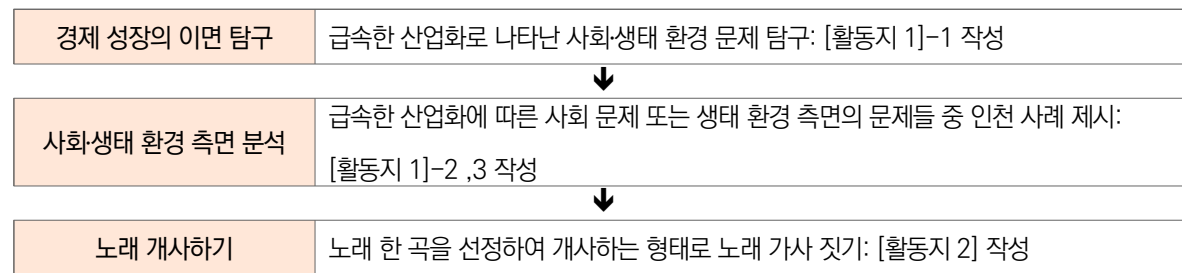 경제 성장의 이면 탐구
급속한 산업화로 나타난 사회·생태 환경 문제 탐구: [활동지 1]-1 작성
사회·생태 환경 측면 분석
급속한 산업화에 따른 사회 문제 또는 생태 환경 측면의 문제들 중 인천 사례 제시:
[활동지 1]-2 ,3 작성
노래 개사하기
노래 한 곡을 선정하여 개사하는 형태로 노래 가사 짓기: [활동지 2] 작성